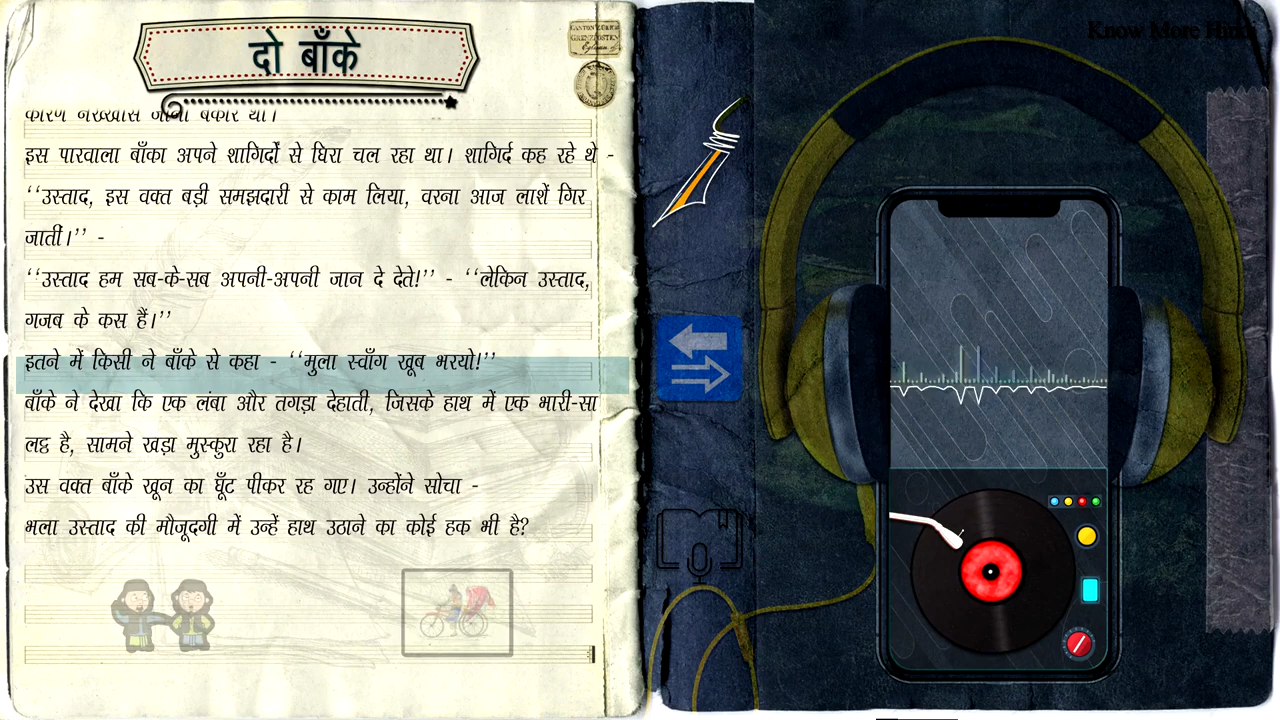 दो बाँके
Know More Hindi
कारण नख्खास जाना बेकार था।
इस पारवाला बाँका अपने शागिर्दों से घिरा चल रहा था। शागिर्द कह रहे थे -
‘‘उस्ताद, इस वक्त बड़ी समझदारी से काम लिया, वरना आज लाशें गिर
जातीं।’’ -
‘‘उस्ताद हम सब-के-सब अपनी-अपनी जान दे देते!’’ - ‘‘लेकिन उस्ताद,
गजब के कस हैं।’’
इतने में किसी ने बाँके से कहा - ‘‘मुला स्वाँग खूब भरयो!’’
बाँके ने देखा कि एक लंबा और तगड़ा देहाती, जिसके हाथ में एक भारी-सा
लट्ठ है, सामने खड़ा मुस्कुरा रहा है।
उस वक्त बाँके खून का घूँट पीकर रह गए। उन्होंने सोचा -
भला उस्ताद की मौजूदगी में उन्हें हाथ उठाने का कोई हक भी है?